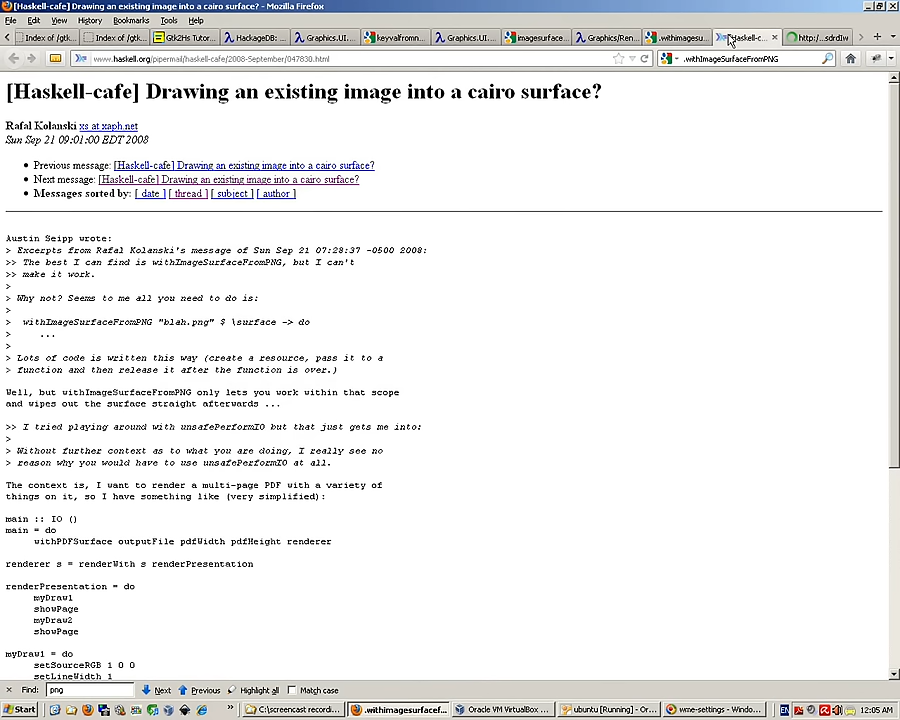 [Haskell-cafe] Drawing an existing image into a cairo surface? - Mozilla Firefox
File Edit View History Bookmarks Tools Help
Index of /gtk... Index of /gtk... Gtk2Hs Tutor... HackageDB: ... Graphics.UI.... keyvalfromn... Graphics.UI.... imagesurface... Graphics/Ren... .withimagesu... Haskell-c... http:/...sdrdIw
www.haskell.org/pipermail/haskell-cafe/2008-September/047830.html .withImageSurfaceFromPNG
[Haskell-cafe] Drawing an existing image into a cairo surface?
Rafal Kolanski xs at xaph.net
Sun Sep 21 09:01:00 EDT 2008
Previous message: [Haskell-cafe] Drawing an existing image into a cairo surface?
Next message: [Haskell-cafe] Drawing an existing image into a cairo surface?
Messages sorted by: [ date ] [ thread ] [ subject ] [ author ]
Austin Seipp wrote:
> Excerpts from Rafal Kolanski's message of Sun Sep 21 07:28:37 -0500 2008:
>> The best I can find is withImageSurfaceFromPNG, but I can't
>> make it work.
>
> Why not? Seems to me all you need to do is:
>
> withImageSurfaceFromPNG "blah.png" $ \surface -> do
> ...
>
> Lots of code is written this way (create a resource, pass it to a
> function and then release it after the function is over.)
Well, but withImageSurfaceFromPNG only lets you work within that scope
and wipes out the surface straight afterwards ...
>> I tried playing around with unsafePerformIO but that just gets me into:
>
> Without further context as to what you are doing, I really see no
> reason why you would have to use unsafePerformIO at all.
The context is, I want to render a multi-page PDF with a variety of
things on it, so I have something like (very simplified):
main :: IO ()
main = do
withPDFSurface outputFile pdfWidth pdfHeight renderer
renderer s = renderWith s renderPresentation
renderPresentation = do
myDraw1
showPage
myDraw2
showPage
myDraw1 = do
setSourceRGB 1 0 0
setLineWidth 1
Find: png Next Previous Highlight all Match case
Start C:\screencast recordi... .withimagesurfacef... Oracle VM VirtualBox ... ubuntu [Running] - Or... wme-settings - Windo... EN 12:05 AM